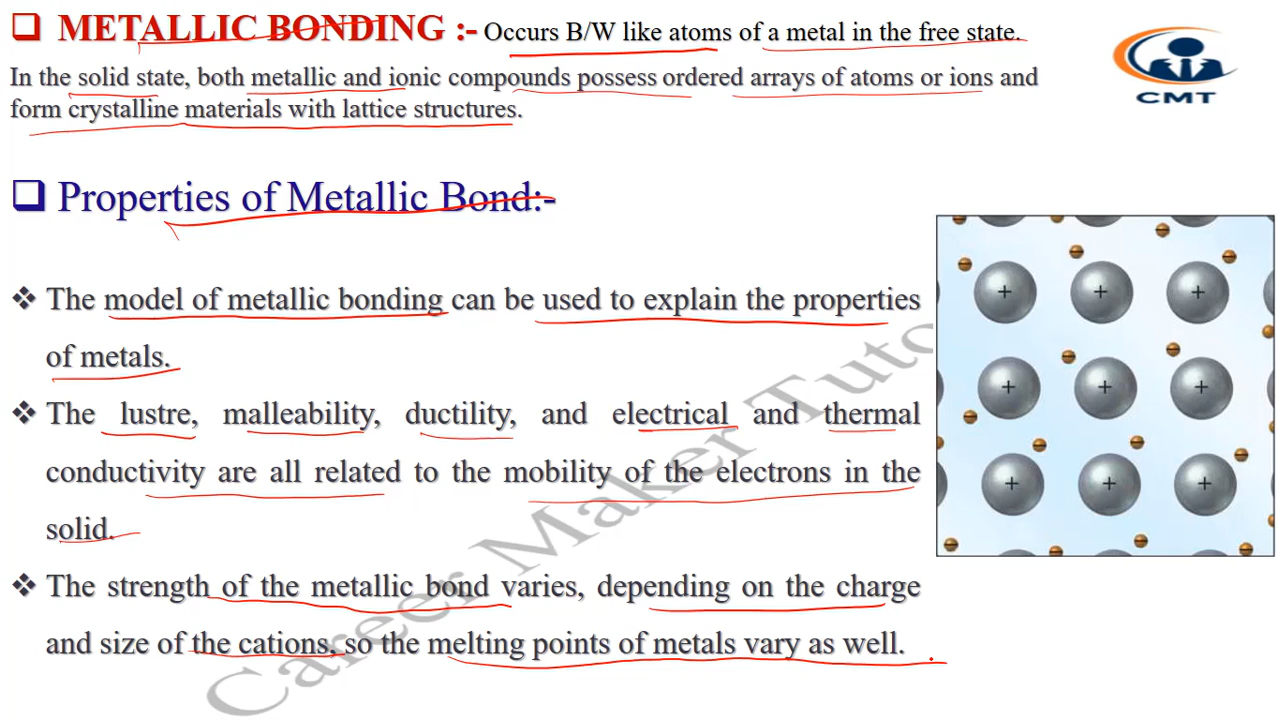 ❑ METALLIC BONDING :- Occurs B/W like atoms of a metal in the free state.
In the solid state, both metallic and ionic compounds possess ordered arrays of atoms or ions and
form crystalline materials with lattice structures.
CMT
❑ Properties of Metallic Bond:-
❖ The model of metallic bonding can be used to explain the properties
of metals.
❖ The lustre, malleability, ductility, and electrical and thermal
conductivity are all related to the mobility of the electrons in the
solid.
❖ The strength of the metallic bond varies, depending on the charge
and size of the cations, so the melting points of metals vary as well.
+ + +
+ + +
+ + +
Career Maker Tuto